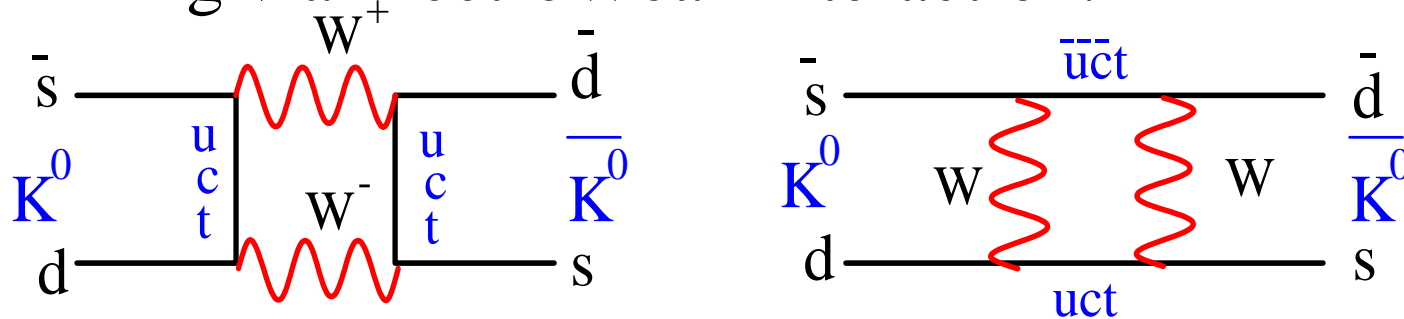 W⁺
s̄ d̄
u c t
u c t
K⁰ K̄⁰
W⁻
d s
ūc̄t̄
s̄ d̄
K⁰ W W K̄⁰
d s
uct